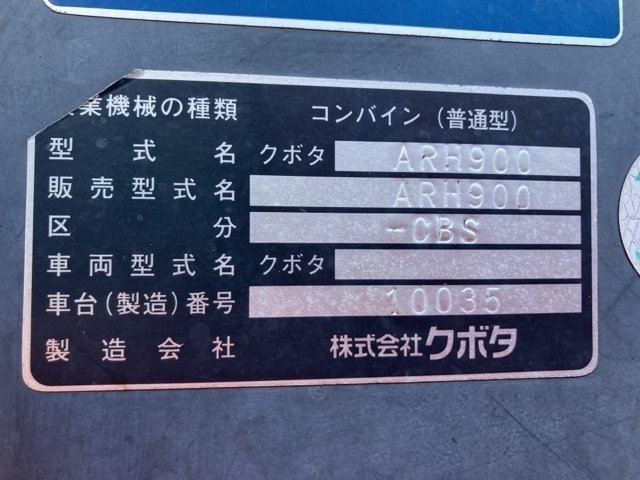 業機械の種類 コンバイン（普通型）
型式名 クボタ ARH900
販売型式名 ARH900
区分 -CBS
車両型式名 クボタ
車台（製造）番号 10035
製造会社 株式会社クボタ